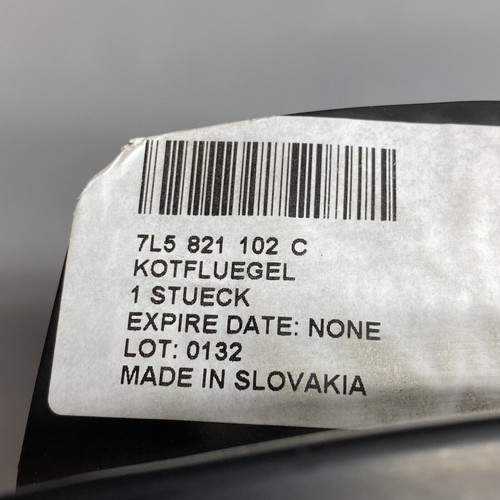 7L5 821 102 C
KOTFLUEGEL
1 STUECK
EXPIRE DATE: NONE
LOT: 0132
MADE IN SLOVAKIA